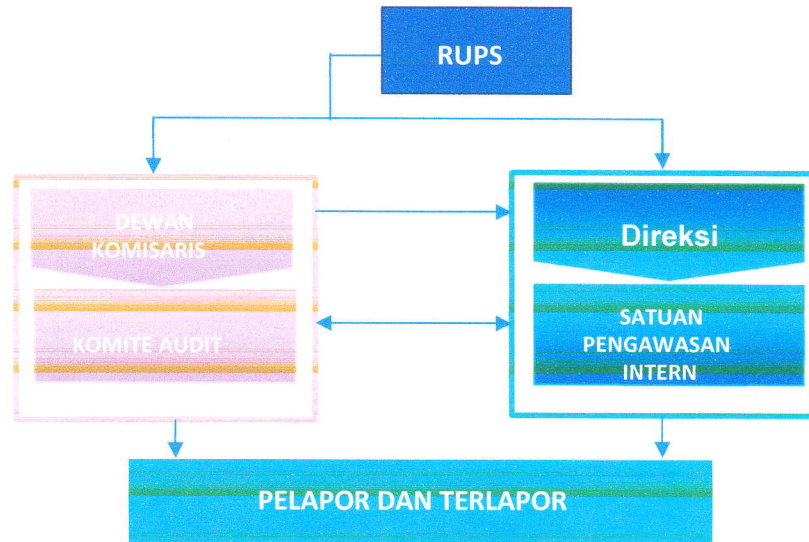 RUPS
DEWAN
KOMISARIS
Direksi
KOMITE AUDIT
SATUAN
PENGAWASAN
INTERN
PELAPOR DAN TERLAPOR